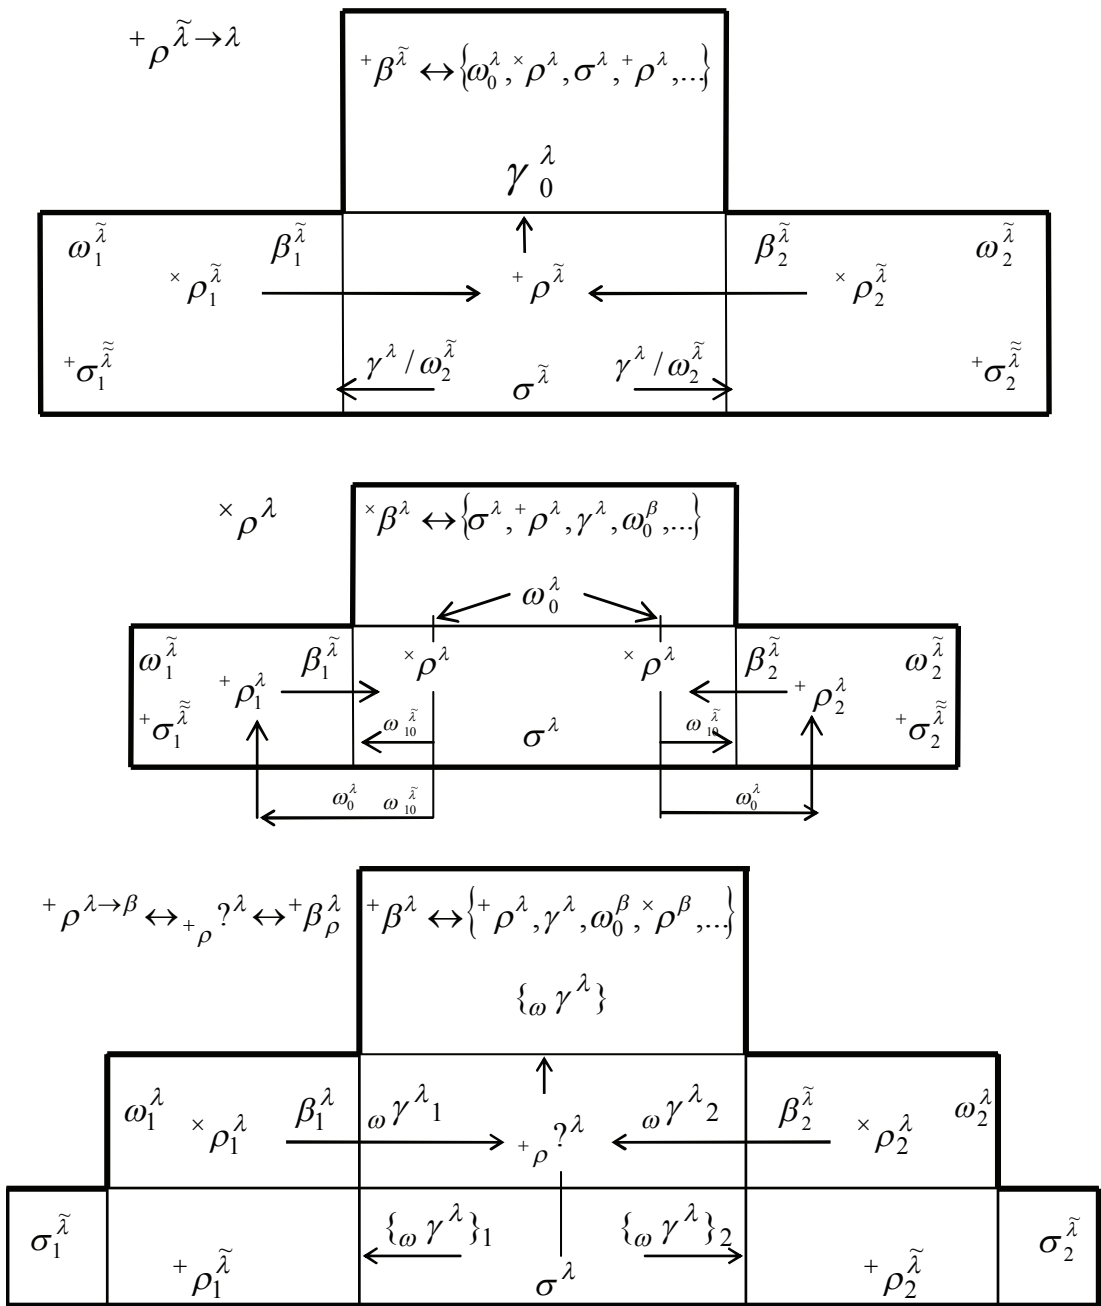 ⁺ρ^{λ̃→λ}
⁺β^{λ̃} ↔ {ω₀^λ, ˣρ^λ, σ^λ, ⁺ρ^λ, ...}
γ₀^λ
ω₁^{λ̃} β₁^{λ̃} β₂^{λ̃} ω₂^{λ̃}
ˣρ₁^{λ̃} ⁺ρ^{λ̃} ˣρ₂^{λ̃}
⁺σ₁^{λ̃̃} γ^λ / ω₂^{λ̃} σ^{λ̃} γ^λ / ω₂^{λ̃} ⁺σ₂^{λ̃̃}
ˣρ^λ ˣβ^λ ↔ {σ^λ, ⁺ρ^λ, γ^λ, ω₀^β, ...}
ω₀^λ
ω₁^{λ̃} β₁^{λ̃} ˣρ^λ ˣρ^λ β₂^{λ̃} ω₂^{λ̃}
⁺ρ₁^λ ⁺ρ₂^λ
⁺σ₁^{λ̃̃} ω₁₀^{λ̃} σ^λ ω₁₀^{λ̃} ⁺σ₂^{λ̃̃}
ω₀^λ ω₁₀^{λ̃} ω₀^λ
⁺ρ^{λ→β} ↔ _{⁺ρ}?^λ ↔ ⁺β_ρ^λ ⁺β^λ ↔ {⁺ρ^λ, γ^λ, ω₀^β, ˣρ^β, ...}
{_ω γ^λ}
ω₁^λ ˣρ₁^λ β₁^λ _ω γ^λ₁ _{⁺ρ}?^λ _ω γ^λ₂ β₂^{λ̃} ˣρ₂^λ ω₂^λ
σ₁^{λ̃} {_ω γ^λ}₁ {_ω γ^λ}₂ σ₂^{λ̃}
⁺ρ₁^{λ̃} σ^λ ⁺ρ₂^{λ̃}